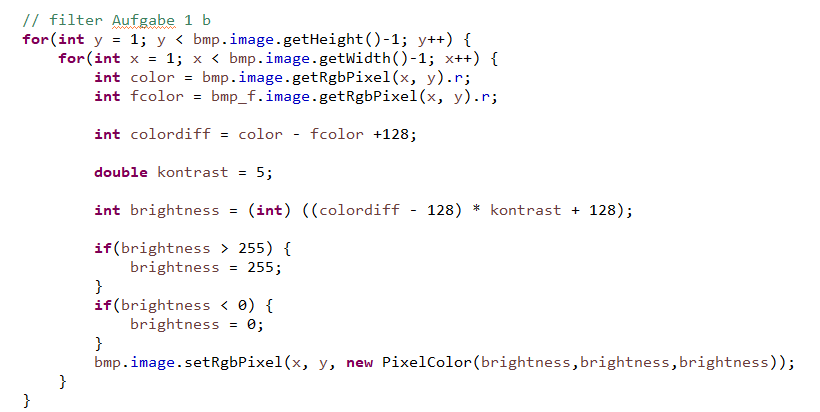 // filter Aufgabe 1 b
for(int y = 1; y < bmp.image.getHeight()-1; y++) {
for(int x = 1; x < bmp.image.getWidth()-1; x++) {
int color = bmp.image.getRgbPixel(x, y).r;
int fcolor = bmp_f.image.getRgbPixel(x, y).r;
int colordiff = color - fcolor +128;
double kontrast = 5;
int brightness = (int) ((colordiff - 128) * kontrast + 128);
if(brightness > 255) {
brightness = 255;
}
if(brightness < 0) {
brightness = 0;
}
bmp.image.setRgbPixel(x, y, new PixelColor(brightness,brightness,brightness));
}
}